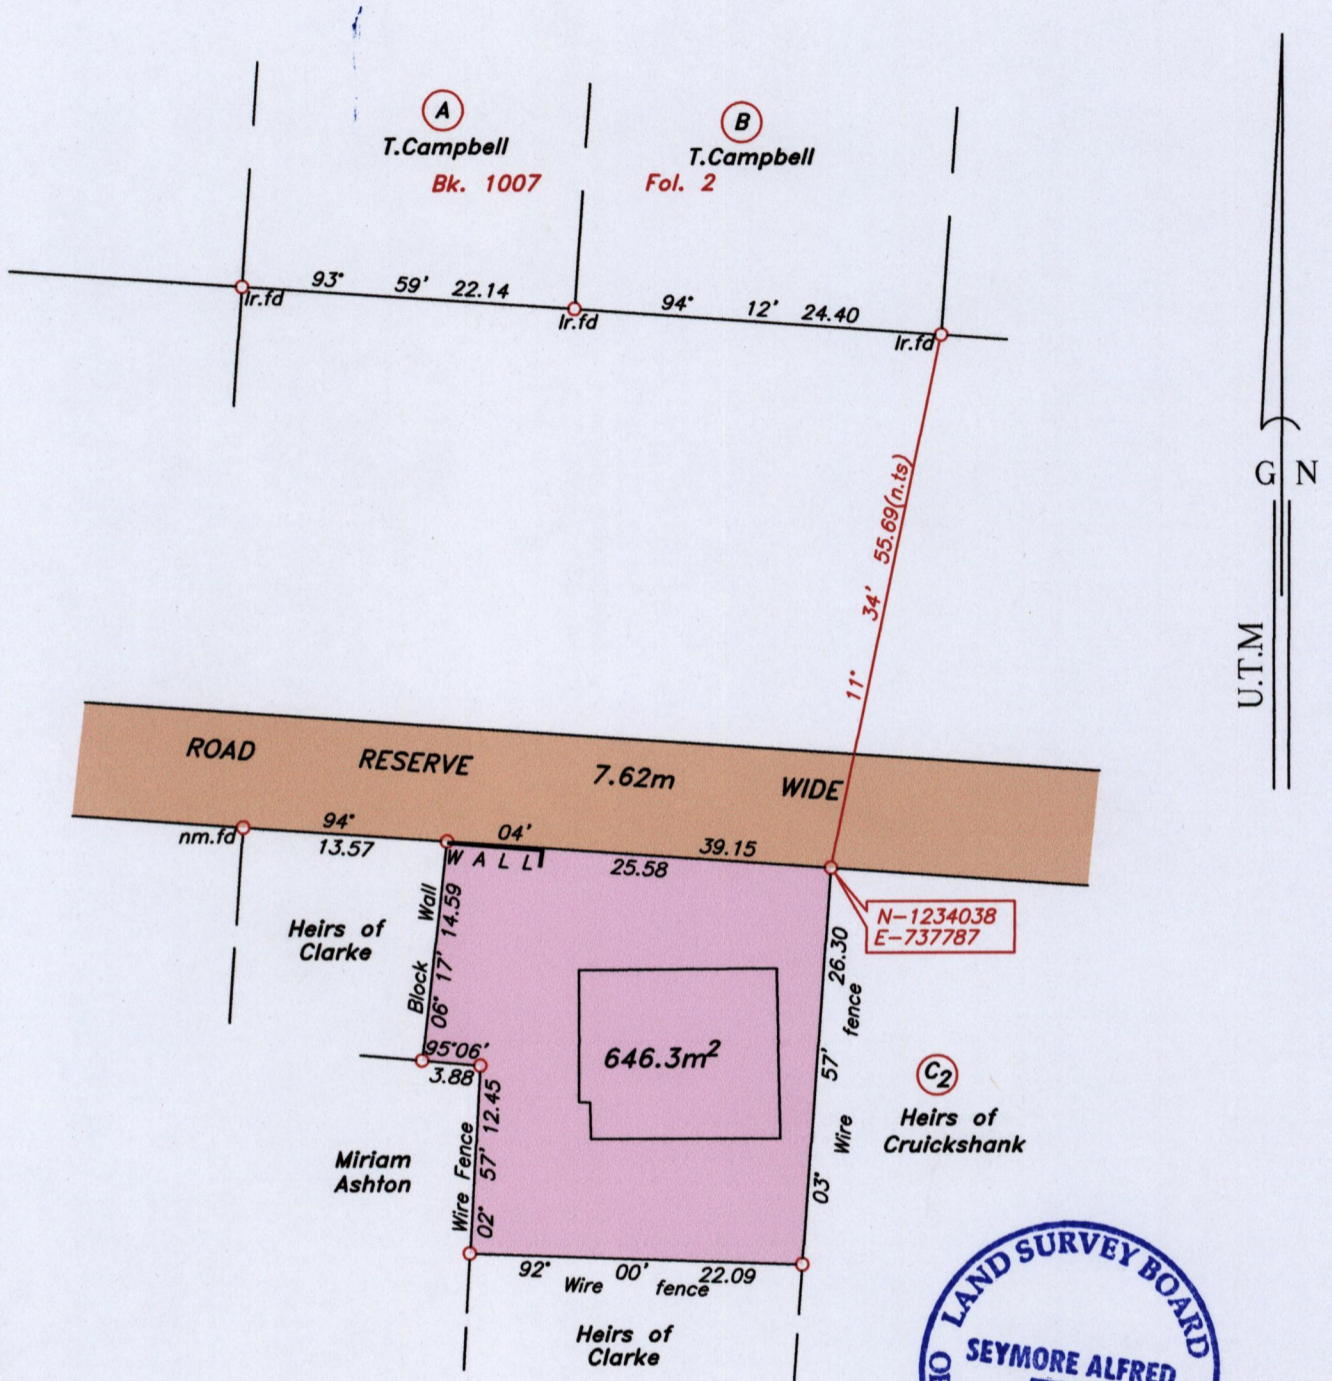 A
T.Campbell
Bk. 1007
B
T.Campbell
Fol. 2
Ir.fd
93° 59' 22.14
Ir.fd
94° 12' 24.40
Ir.fd
11° 34' 55.69(n.ts)
G N
U.T.M
ROAD RESERVE 7.62m WIDE
nm.fd
94° 04' 39.15
13.57
WALL
25.58
N-1234038
E-737787
Heirs of
Clarke
Block Wall
06° 17' 14.59
95°06'
3.88
646.3m²
03° 57' 26.30
Wire fence
C2
Heirs of
Cruickshank
Miriam
Ashton
Wire Fence
02° 57' 12.45
92° 00' 22.09
Wire fence
Heirs of
Clarke
LAND SURVEY BOARD
SEYMORE ALFRED